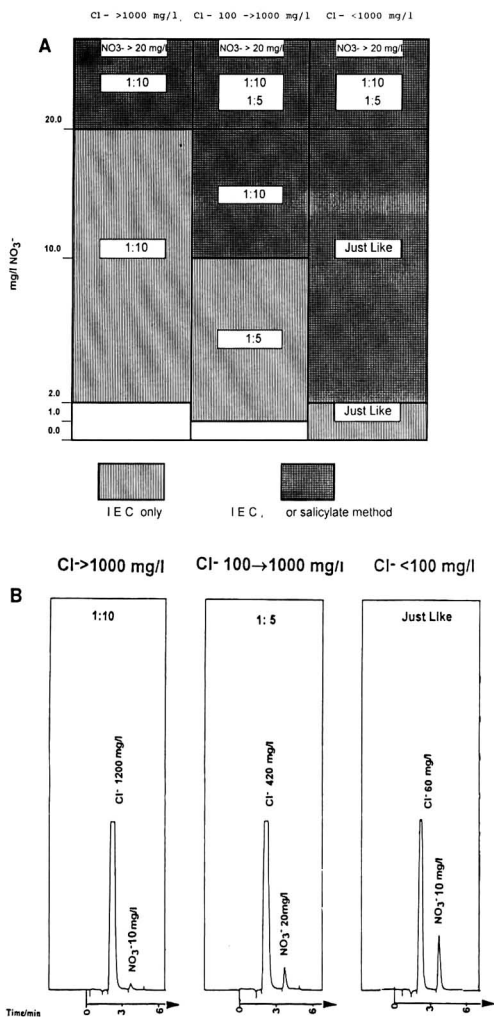 Cl- >1000 mg/l, Cl- 100 ->1000 mg/l Cl- <1000 mg/l
A
NO3- > 20 mg/l NO3- > 20 mg/l NO3- > 20 mg/l
1:10 1:10 1:10
1:5 1:5
20.0
1:10
mg/l NO₃-
10.0
1:10 Just Like
1:5
2.0
Just Like
1.0
0.0
I E C only I E C, or salicylate method
Cl->1000 mg/l Cl- 100→1000 mg/l Cl- <100 mg/l
B
1:10 1: 5 Just LIke
Cl- 1200 mg/l Cl- 420 mg/l Cl- 60 mg/l
NO₃-10 mg/l NO₃- 20mg/l NO₃- 10 mg/l
0 3 6 0 3 6 0 3 6
Time/min